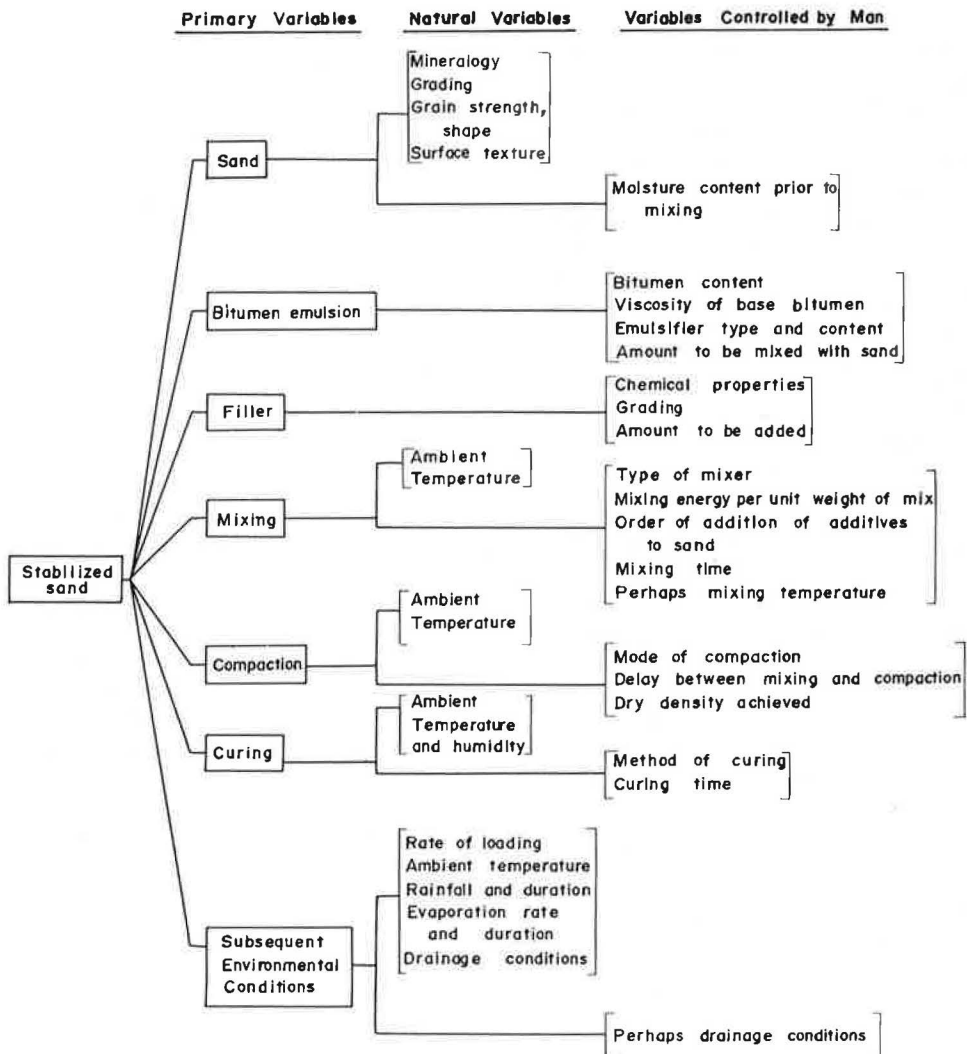 Primary Variables
Natural Variables
Variables Controlled by Man
Mineralogy
Grading
Grain strength,
shape
Surface texture
Sand
Moisture content prior to
mixing
Bitumen emulsion
Bitumen content
Viscosity of base bitumen
Emulsifier type and content
Amount to be mixed with sand
Filler
Chemical properties
Grading
Amount to be added
Ambient
Temperature
Mixing
Type of mixer
Mixing energy per unit weight of mix
Order of addition of additives
to sand
Mixing time
Perhaps mixing temperature
Stabilized
sand
Ambient
Temperature
Compaction
Mode of compaction
Delay between mixing and compaction
Dry density achieved
Ambient
Temperature
and humidity
Curing
Method of curing
Curing time
Rate of loading
Ambient temperature
Rainfall and duration
Evaporation rate
and duration
Drainage conditions
Subsequent
Environmental
Conditions
Perhaps drainage conditions